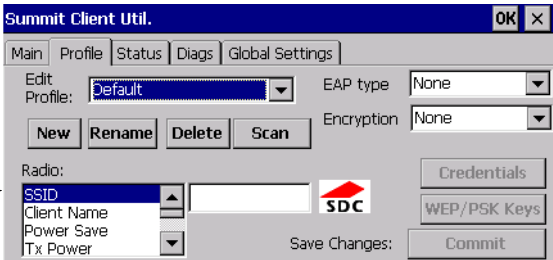 Summit Client Util. OK ×
Main Profile Status Diags Global Settings
Edit Profile: Default EAP type None
Encryption None
New Rename Delete Scan
Radio:
Credentials
SSID
Client Name
Power Save
Tx Power
SDC
WEP/PSK Keys
Save Changes: Commit